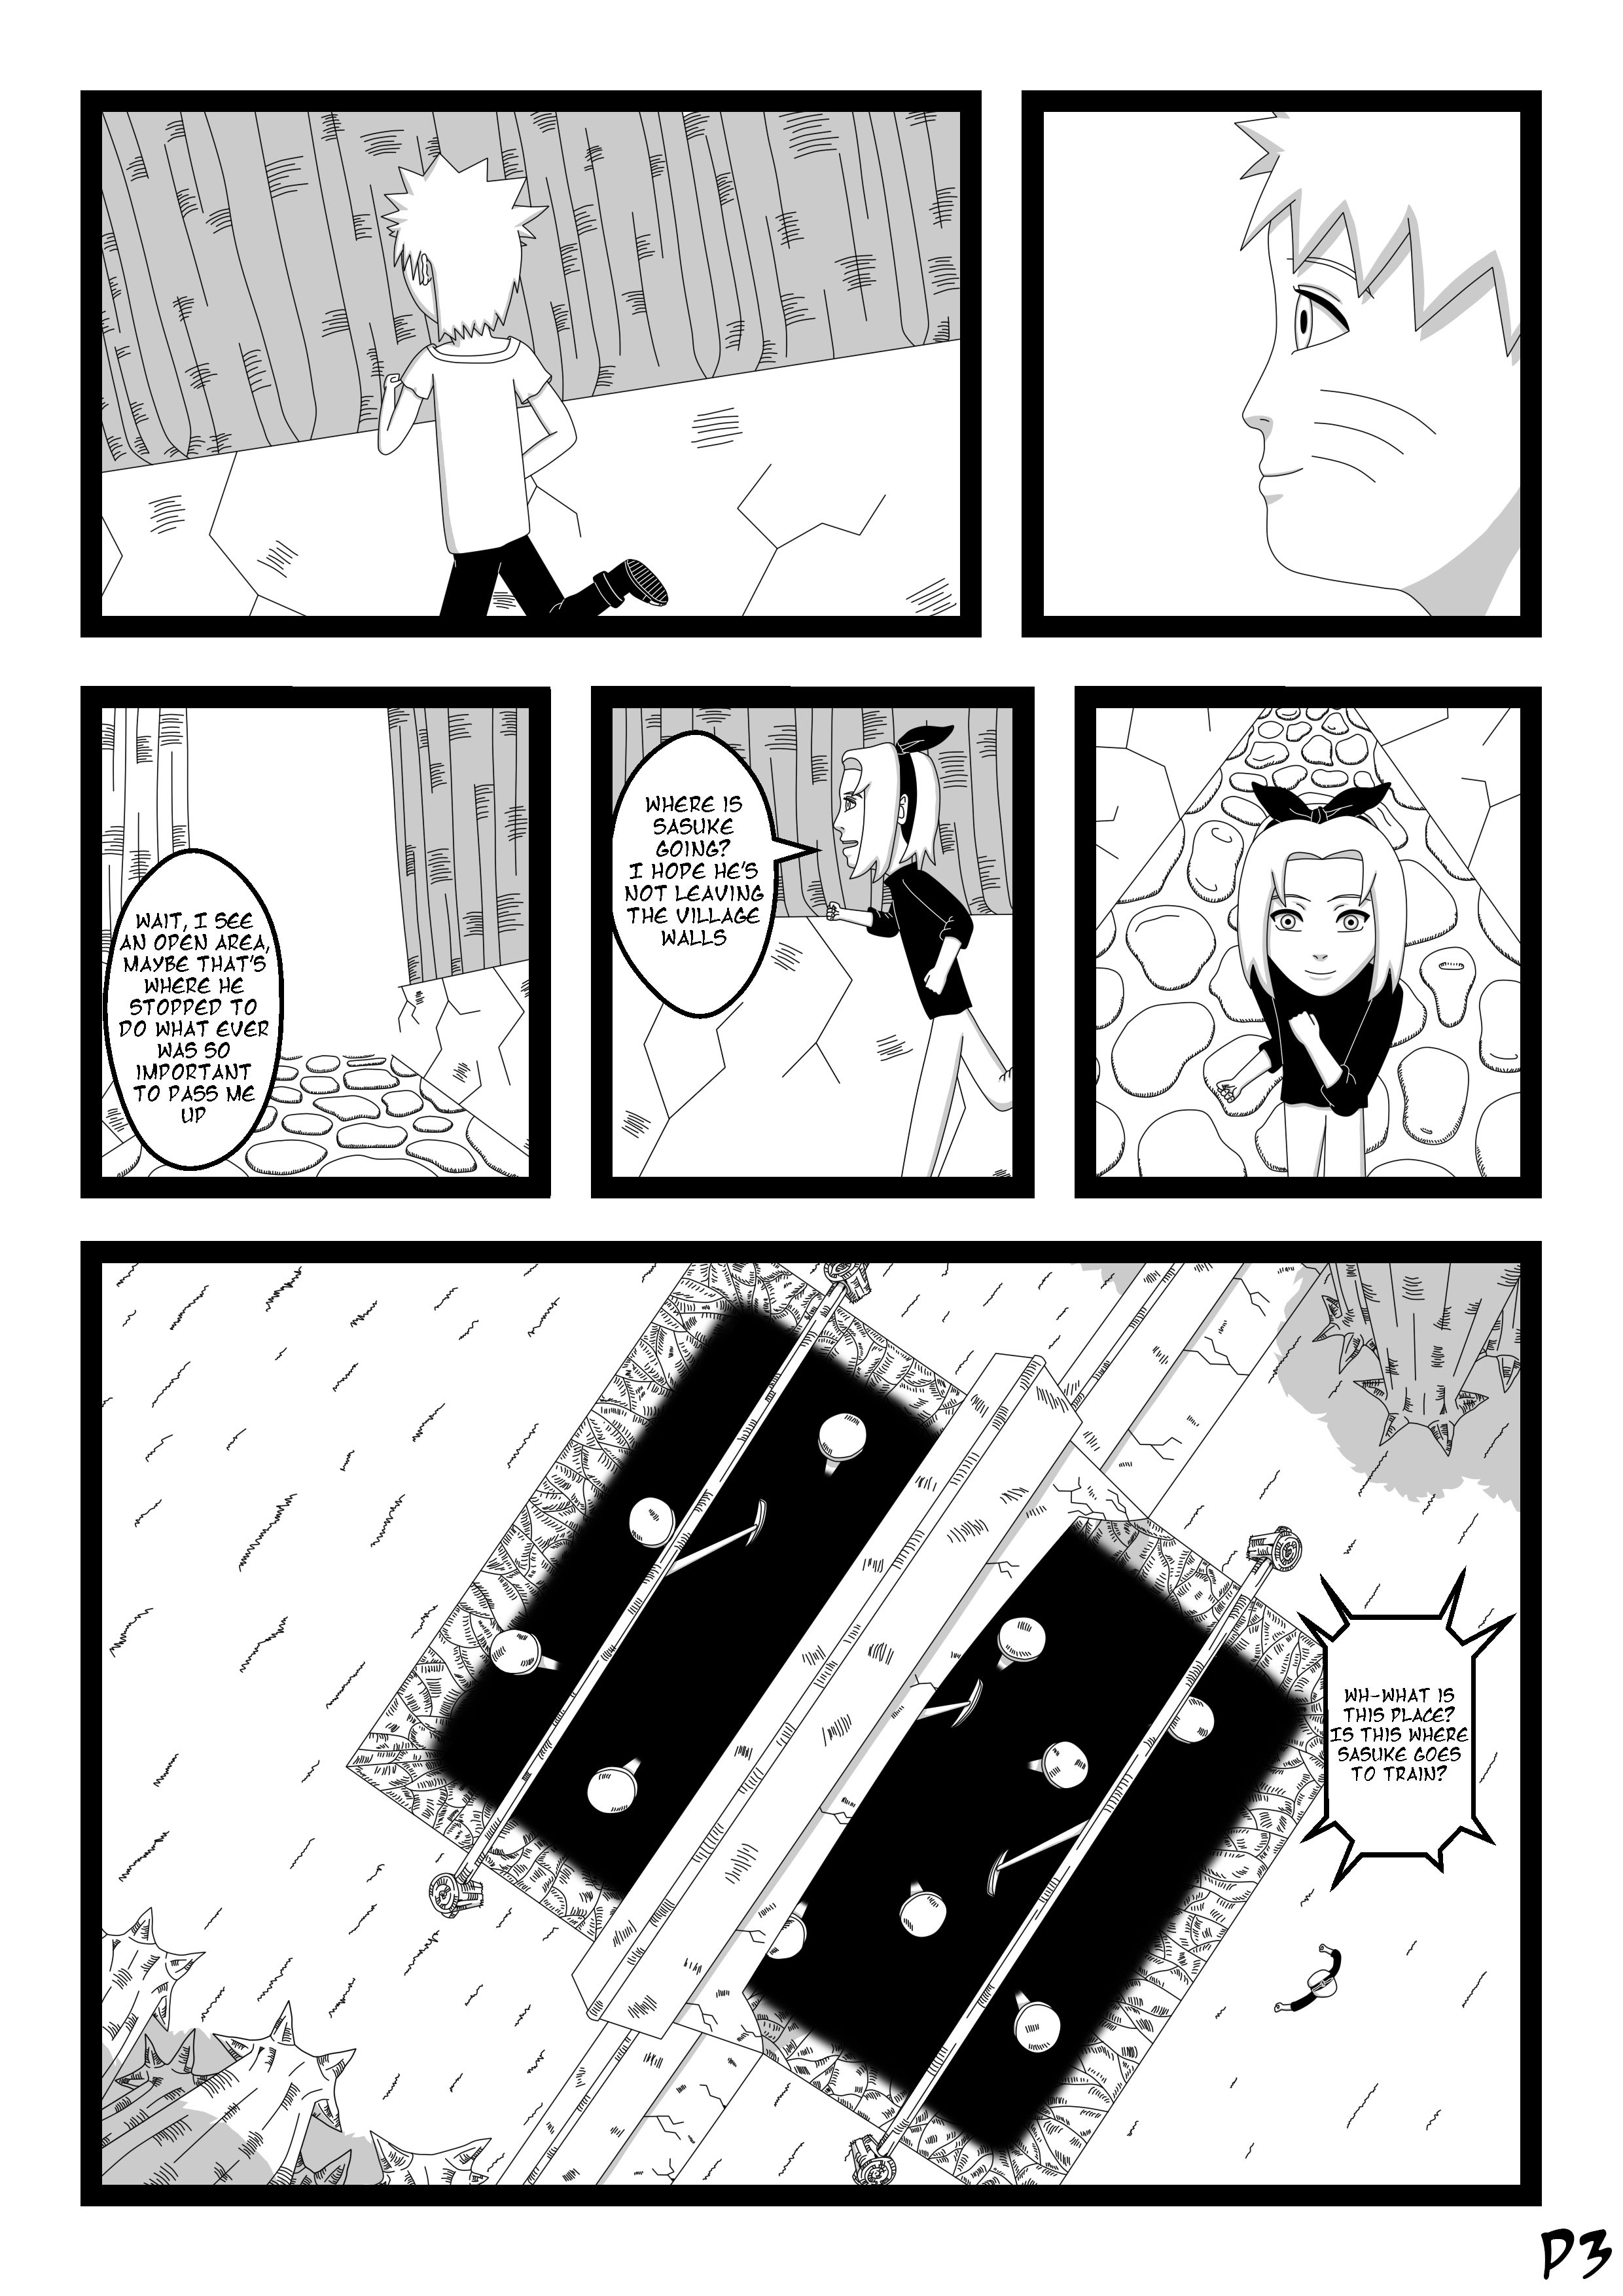 WHERE IS
SASUKE
GOING?
I HOPE HE'S
NOT LEAVING
THE VILLAGE
WALLS
WAIT, I SEE
AN OPEN AREA,
MAYBE THAT'S
WHERE HE
STOPPED TO
DO WHAT EVER
WAS SO
IMPORTANT
TO PASS ME
UP
WH-WHAT IS
THIS PLACE?
IS THIS WHERE
SASUKE GOES
TO TRAIN?
P3